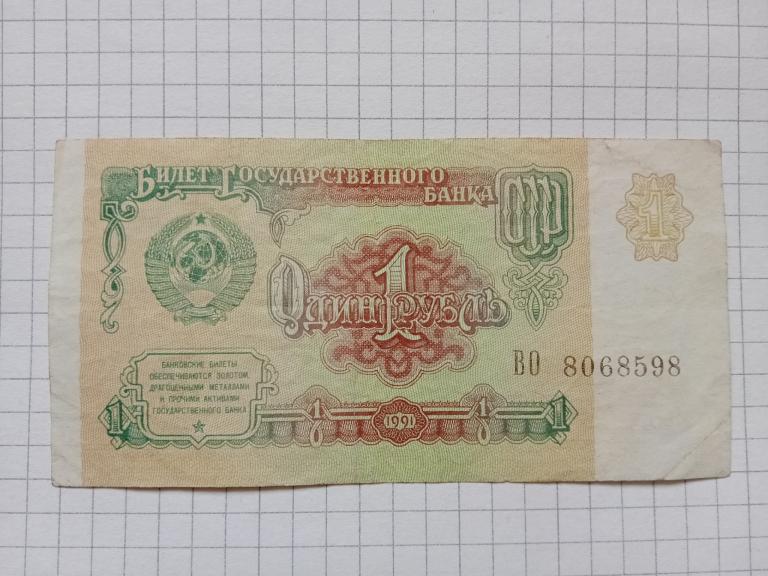 Билет Государственного
Банка СССР
1
Один 1 рубль
ВО 8068598
БАНКОВСКИЕ БИЛЕТЫ
ОБЕСПЕЧИВАЮТСЯ ЗОЛОТОМ,
ДРАГОЦЕННЫМИ МЕТАЛЛАМИ
И ПРОЧИМИ АКТИВАМИ
ГОСУДАРСТВЕННОГО БАНКА
1 1 1991 1 1